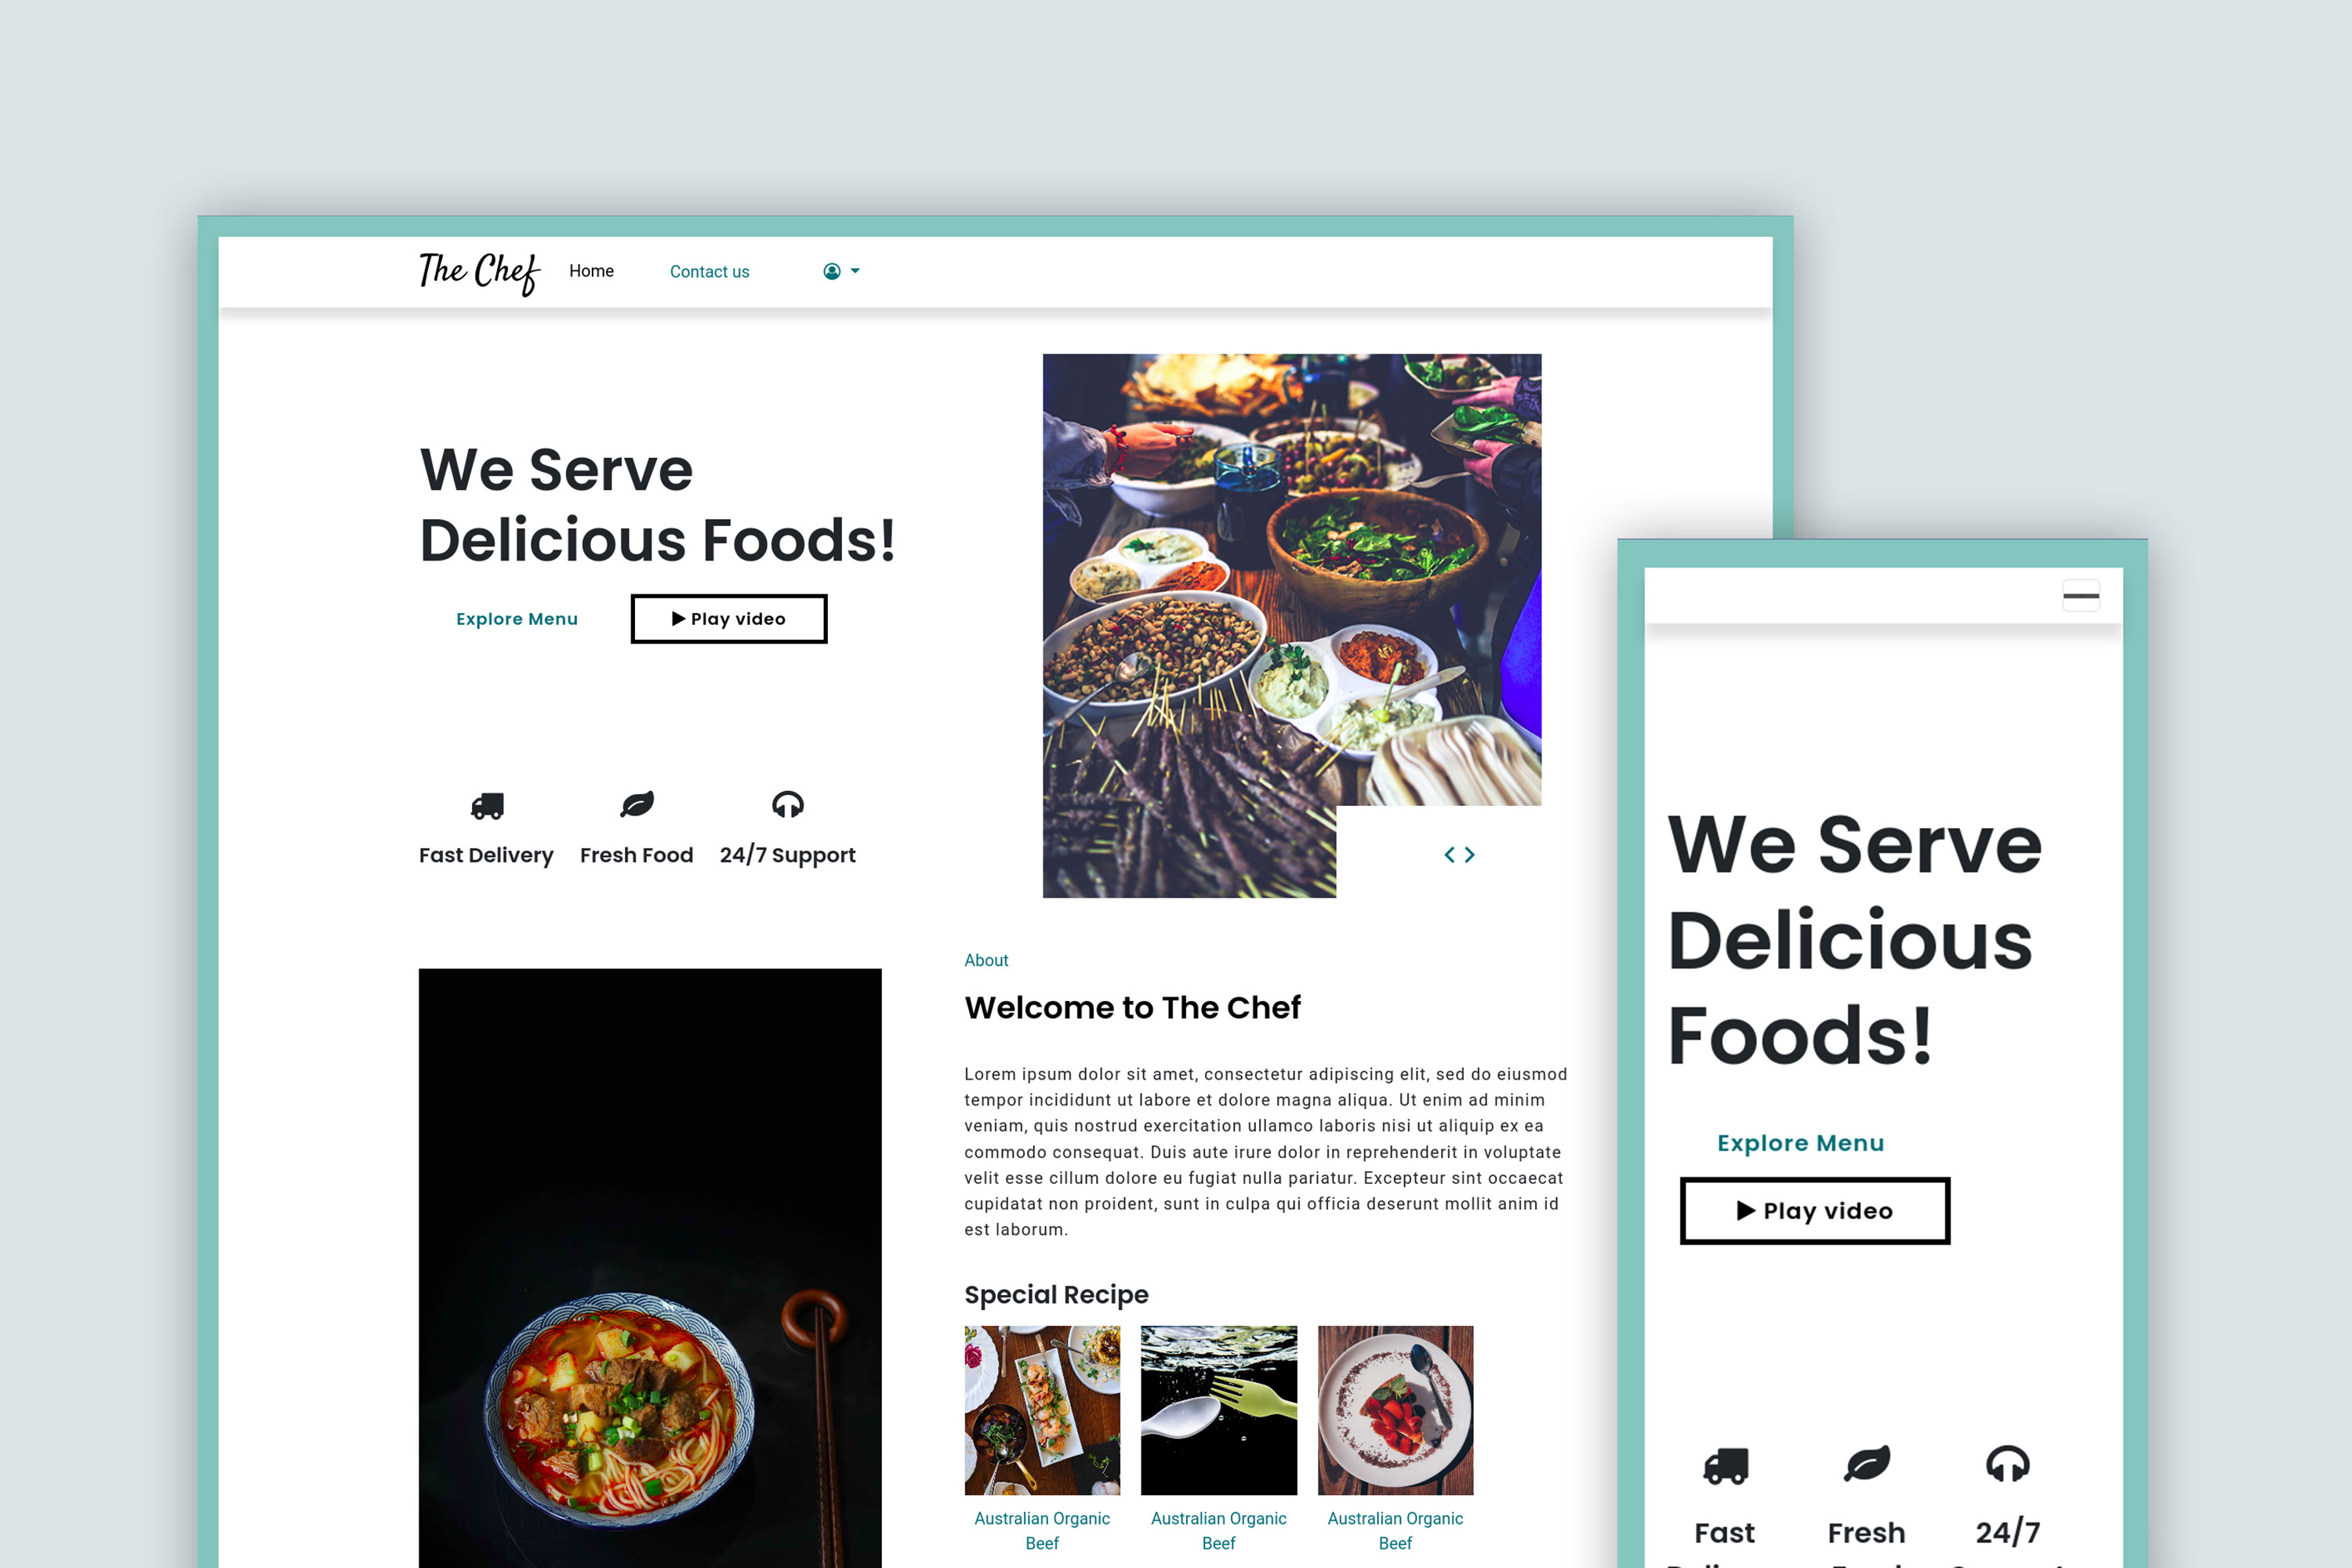 The Chef
Home
Contact us
We Serve
Delicious Foods!
Explore Menu
Play video
Fast Delivery
Fresh Food
24/7 Support
About
Welcome to The Chef
Lorem ipsum dolor sit amet, consectetur adipiscing elit, sed do eiusmod
tempor incididunt ut labore et dolore magna aliqua. Ut enim ad minim
veniam, quis nostrud exercitation ullamco laboris nisi ut aliquip ex ea
commodo consequat. Duis aute irure dolor in reprehenderit in voluptate
velit esse cillum dolore eu fugiat nulla pariatur. Excepteur sint occaecat
cupidatat non proident, sunt in culpa qui officia deserunt mollit anim id
est laborum.
Special Recipe
Australian Organic
Beef
Australian Organic
Beef
Australian Organic
Beef
We Serve
Delicious
Foods!
Explore Menu
Play video
Fast
Fresh
24/7